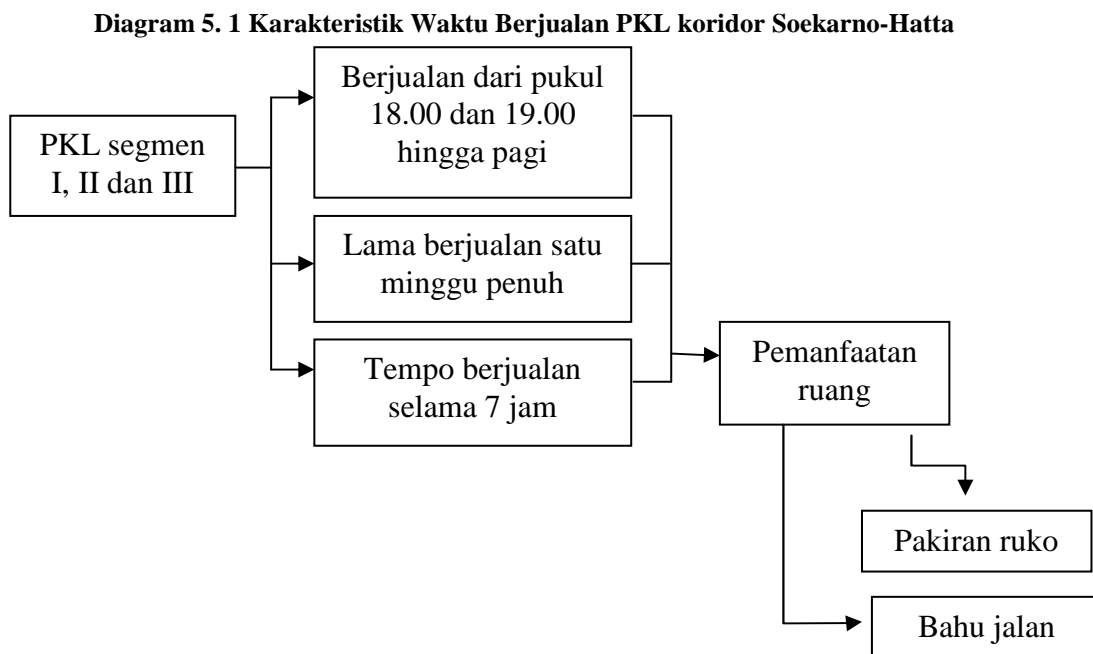 Diagram 5. 1 Karakteristik Waktu Berjualan PKL koridor Soekarno-Hatta
PKL segmen
I, II dan III
Berjualan dari pukul
18.00 dan 19.00
hingga pagi
Lama berjualan satu
minggu penuh
Tempo berjualan
selama 7 jam
Pemanfaatan
ruang
Pakiran ruko
Bahu jalan